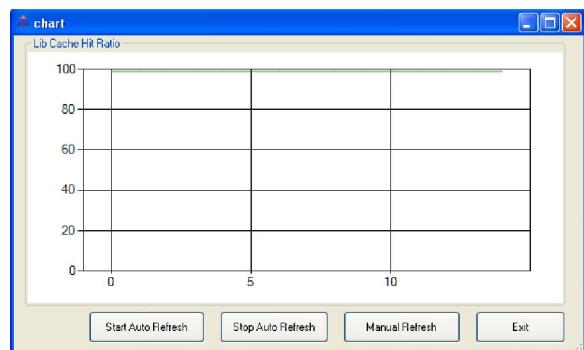 chart
Lib Cache Hit Ratio
100
80
60
40
20
0
0 5 10
Start Auto Refresh Stop Auto Refresh Manual Refresh Exit